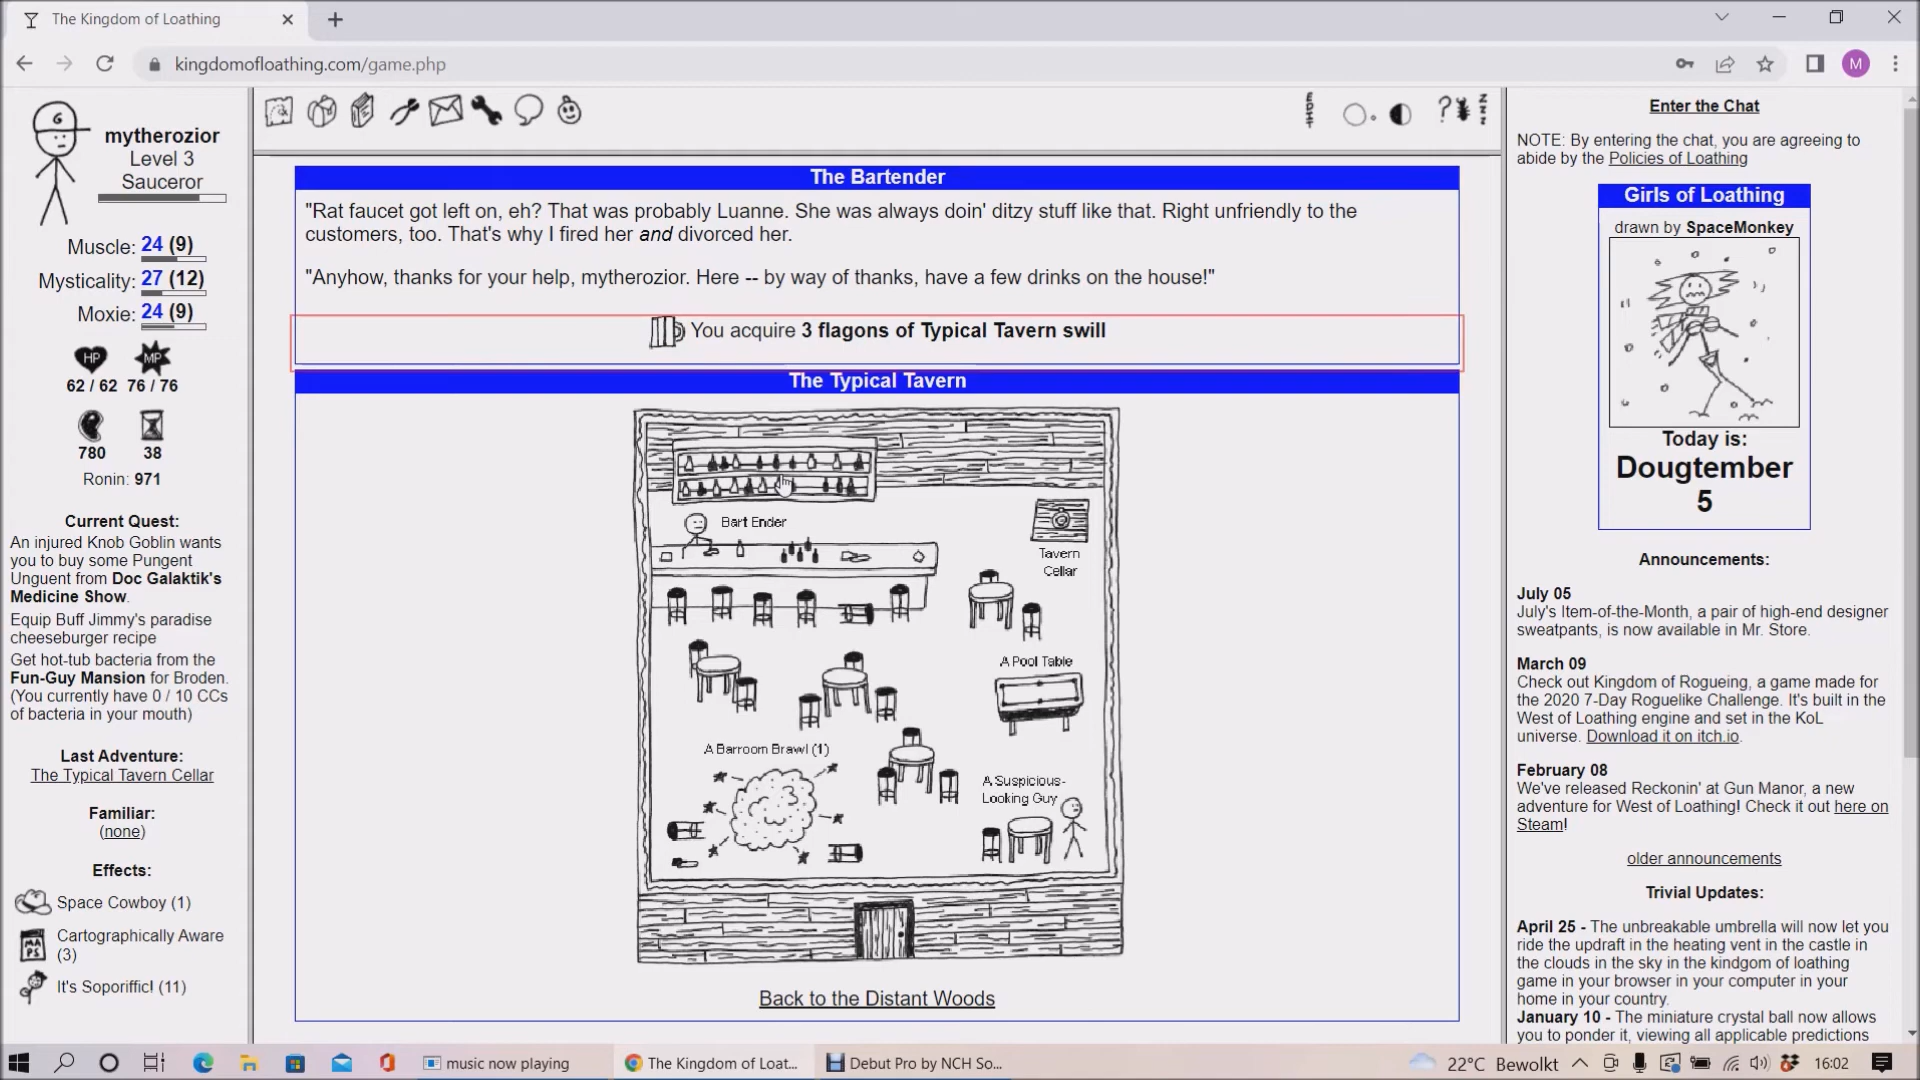 The Kingdom of Loathing
kingdomofloathing.com/game.php
M
G
mytherozior
Level 3
Sauceror
Muscle: 24 (9)
Mysticality: 27 (12)
Moxie: 24 (9)
HP
MP
62 / 62 76 / 76
780
38
Ronin: 971
Current Quest:
An injured Knob Goblin wants
you to buy some Pungent
Unguent from Doc Galaktik's
Medicine Show.
Equip Buff Jimmy's paradise
cheeseburger recipe
Get hot-tub bacteria from the
Fun-Guy Mansion for Broden.
(You currently have 0 / 10 CCs
of bacteria in your mouth)
Last Adventure:
The Typical Tavern Cellar
Familiar:
(none)
Effects:
Space Cowboy (1)
MAPS
Cartographically Aware
(3)
It's Soporiffic! (11)
EDIT
?
ZZZ
The Bartender
"Rat faucet got left on, eh? That was probably Luanne. She was always doin' ditzy stuff like that. Right unfriendly to the
customers, too. That's why I fired her and divorced her.
"Anyhow, thanks for your help, mytherozior. Here -- by way of thanks, have a few drinks on the house!"
You acquire 3 flagons of Typical Tavern swill
The Typical Tavern
Bart Ender
Tavern
Cellar
A Pool Table
A Barroom Brawl (1)
A Suspicious-
Looking Guy
Back to the Distant Woods
Enter the Chat
NOTE: By entering the chat, you are agreeing to
abide by the Policies of Loathing
Girls of Loathing
drawn by SpaceMonkey
Today is:
Dougtember
5
Announcements:
July 05
July's Item-of-the-Month, a pair of high-end designer
sweatpants, is now available in Mr. Store.
March 09
Check out Kingdom of Rogueing, a game made for
the 2020 7-Day Roguelike Challenge. It's built in the
West of Loathing engine and set in the KoL
universe. Download it on itch.io.
February 08
We've released Reckonin' at Gun Manor, a new
adventure for West of Loathing! Check it out here on
Steam!
older announcements
Trivial Updates:
April 25 - The unbreakable umbrella will now let you
ride the updraft in the heating vent in the castle in
the clouds in the sky in the kindgom of loathing
game in your browser in your computer in your
home in your country.
January 10 - The miniature crystal ball now allows
you to ponder it, viewing all applicable predictions
music now playing
The Kingdom of Loat...
Debut Pro by NCH So...
22°C Bewolkt
16:02